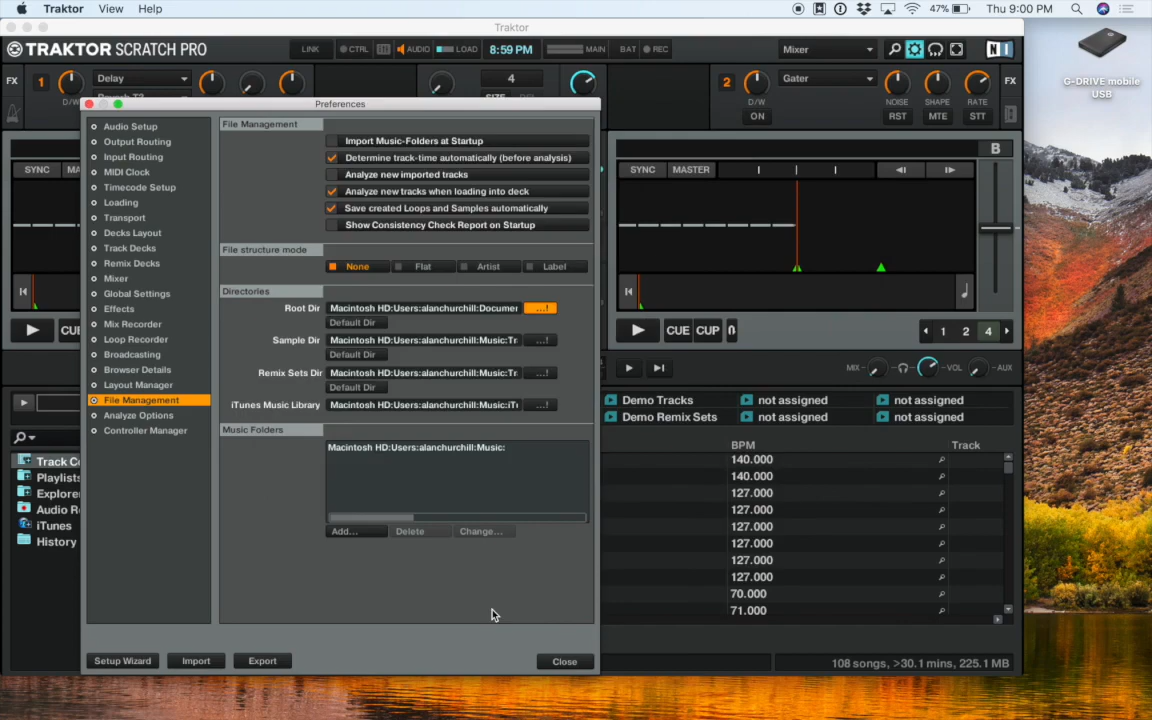 Traktor View Help 47% Thu 9:00 PM
Traktor
TRAKTOR SCRATCH PRO LINK CTRL AUDIO LOAD 8:59 PM MAIN BAT REC Mixer NI
FX 1 Delay 4 2 Gater FX
D/W NOISE SHAPE RATE
ON RST MTE STT
G-DRIVE mobile
USB
Preferences
Audio Setup
Output Routing
Input Routing
MIDI Clock
Timecode Setup
Loading
Transport
Decks Layout
Track Decks
Remix Decks
Mixer
Global Settings
Effects
Mix Recorder
Loop Recorder
Broadcasting
Browser Details
Layout Manager
File Management
Analyze Options
Controller Manager
File Management
Import Music-Folders at Startup
Determine track-time automatically (before analysis)
Analyze new imported tracks
Analyze new tracks when loading into deck
Save created Loops and Samples automatically
Show Consistency Check Report on Startup
File structure mode
None Flat Artist Label
Directories
Root Dir Macintosh HD:Users:alanchurchill:Documer ...!
Default Dir
Sample Dir Macintosh HD:Users:alanchurchill:Music:Tr ...!
Default Dir
Remix Sets Dir Macintosh HD:Users:alanchurchill:Music:Tr ...!
Default Dir
iTunes Music Library Macintosh HD:Users:alanchurchill:Music:iT ...!
Music Folders
Macintosh HD:Users:alanchurchill:Music:
Add... Delete Change...
Setup Wizard Import Export Close
SYNC
CUE
B
SYNC MASTER
CUE CUP 1 2 4
MIX VOL AUX
Track Co
Playlists
Explorer
Audio Re
iTunes
History
Demo Tracks not assigned not assigned
Demo Remix Sets not assigned not assigned
BPM Track
140.000
140.000
127.000
127.000
127.000
127.000
127.000
127.000
70.000
71.000
108 songs, >30.1 mins, 225.1 MB